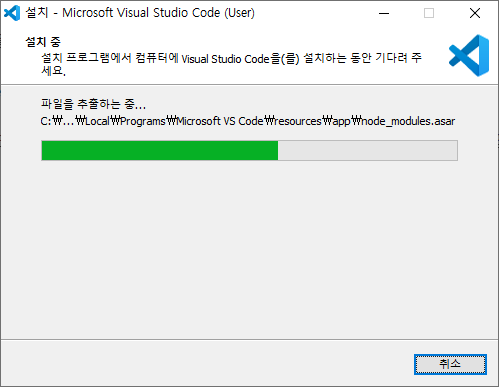 설치 - Microsoft Visual Studio Code (User)
설치 중
설치 프로그램에서 컴퓨터에 Visual Studio Code을(를) 설치하는 동안 기다려 주
세요.
파일을 추출하는 중...
C:₩...₩Local₩Programs₩Microsoft VS Code₩resources₩app₩node_modules.asar
취소